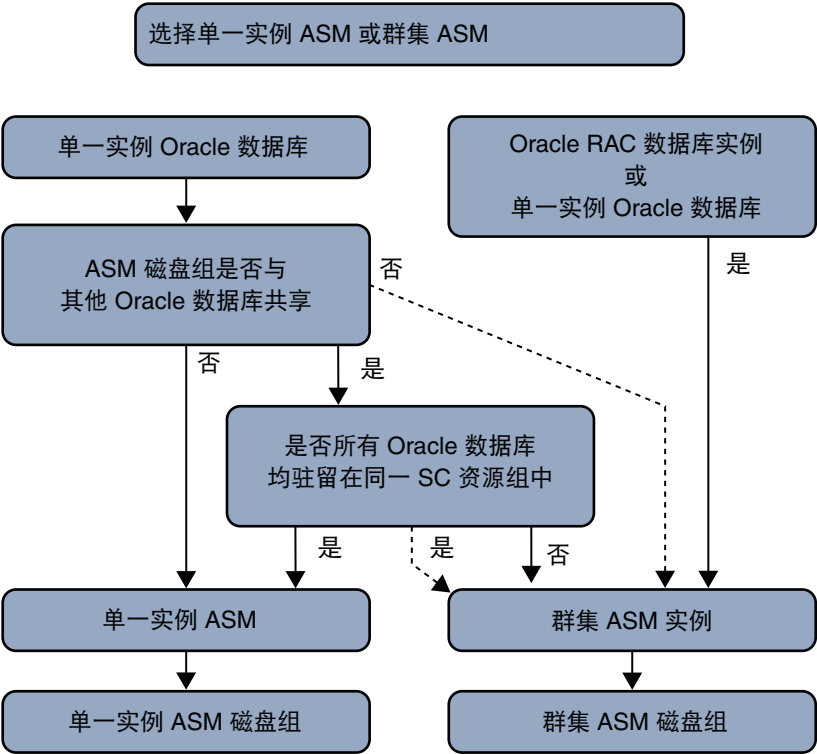 选择单一实例 ASM 或群集 ASM
单一实例 Oracle 数据库
Oracle RAC 数据库实例
或
单一实例 Oracle 数据库
ASM 磁盘组是否与
其他 Oracle 数据库共享
否
是
否
是
是否所有 Oracle 数据库
均驻留在同一 SC 资源组中
是
是
否
单一实例 ASM
群集 ASM 实例
单一实例 ASM 磁盘组
群集 ASM 磁盘组